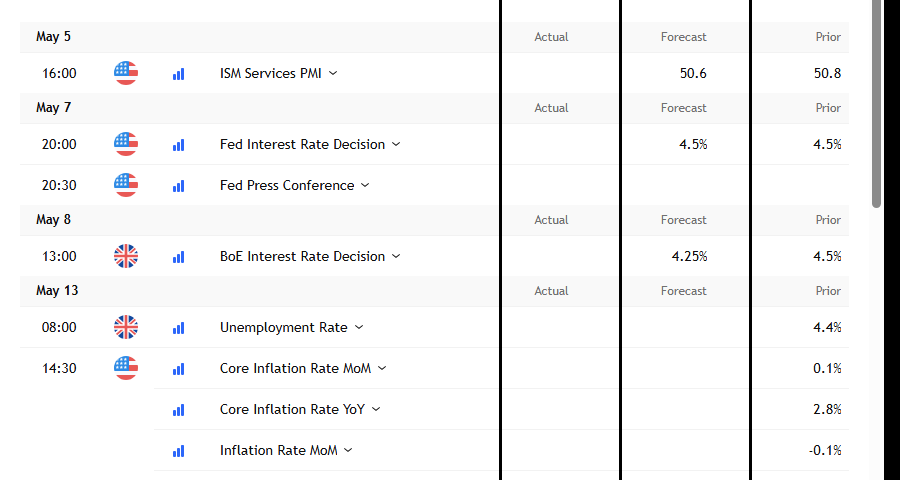 May 5 Actual Forecast Prior
16:00 ISM Services PMI 50.6 50.8
May 7 Actual Forecast Prior
20:00 Fed Interest Rate Decision 4.5% 4.5%
20:30 Fed Press Conference
May 8 Actual Forecast Prior
13:00 BoE Interest Rate Decision 4.25% 4.5%
May 13 Actual Forecast Prior
08:00 Unemployment Rate 4.4%
14:30 Core Inflation Rate MoM 0.1%
Core Inflation Rate YoY 2.8%
Inflation Rate MoM -0.1%